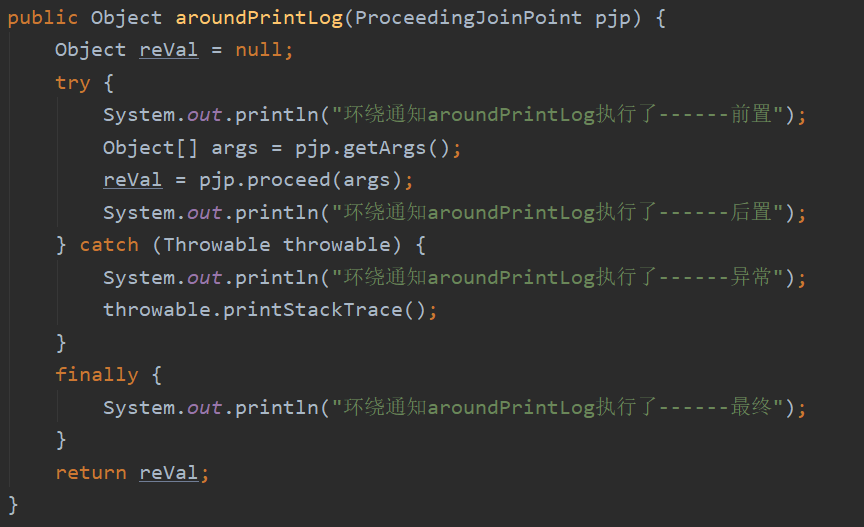 public Object aroundPrintLog(ProceedingJoinPoint pjp) {
    Object reVal = null;
    try {
        System.out.println("环绕通知aroundPrintLog执行了------前置");
        Object[] args = pjp.getArgs();
        reVal = pjp.proceed(args);
        System.out.println("环绕通知aroundPrintLog执行了------后置");
    } catch (Throwable throwable) {
        System.out.println("环绕通知aroundPrintLog执行了------异常");
        throwable.printStackTrace();
    }
    finally {
        System.out.println("环绕通知aroundPrintLog执行了------最终");
    }
    return reVal;
}